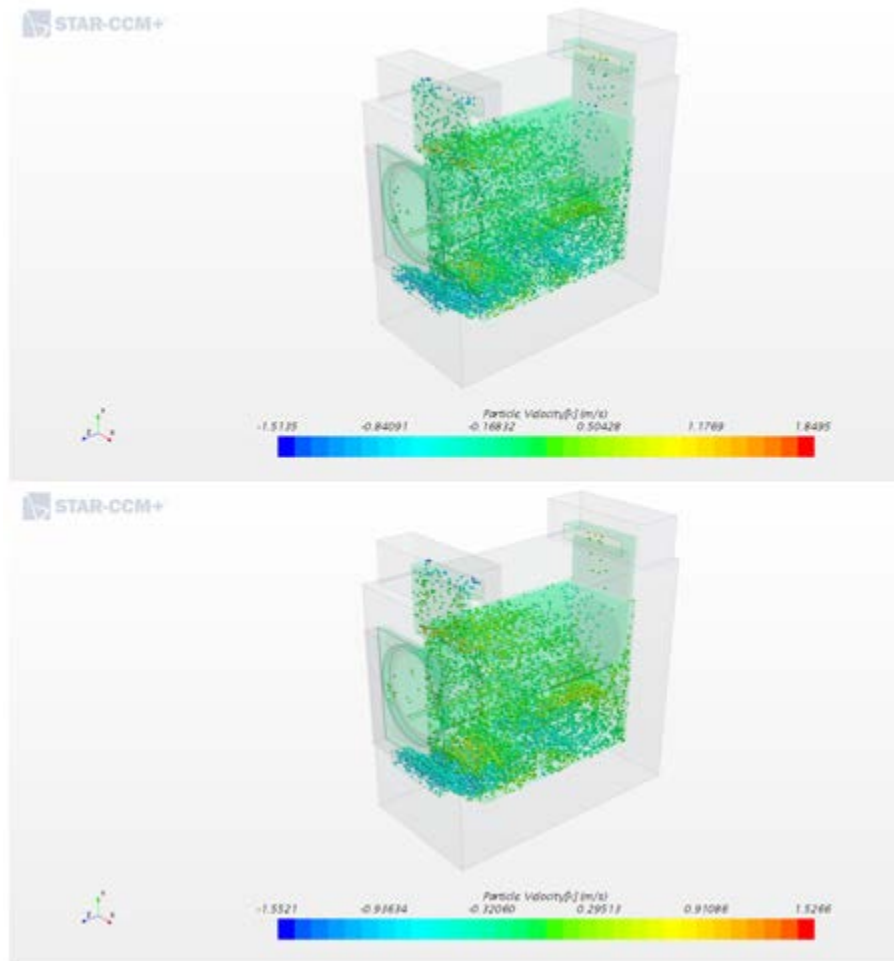 STAR-CCM+
Particle Velocity[k] (m/s)
-1.5135 -0.84091 -0.16832 0.50428 1.1769 1.8495
STAR-CCM+
Particle Velocity[k] (m/s)
-1.5521 -0.93634 -0.32060 0.29513 0.91086 1.5266